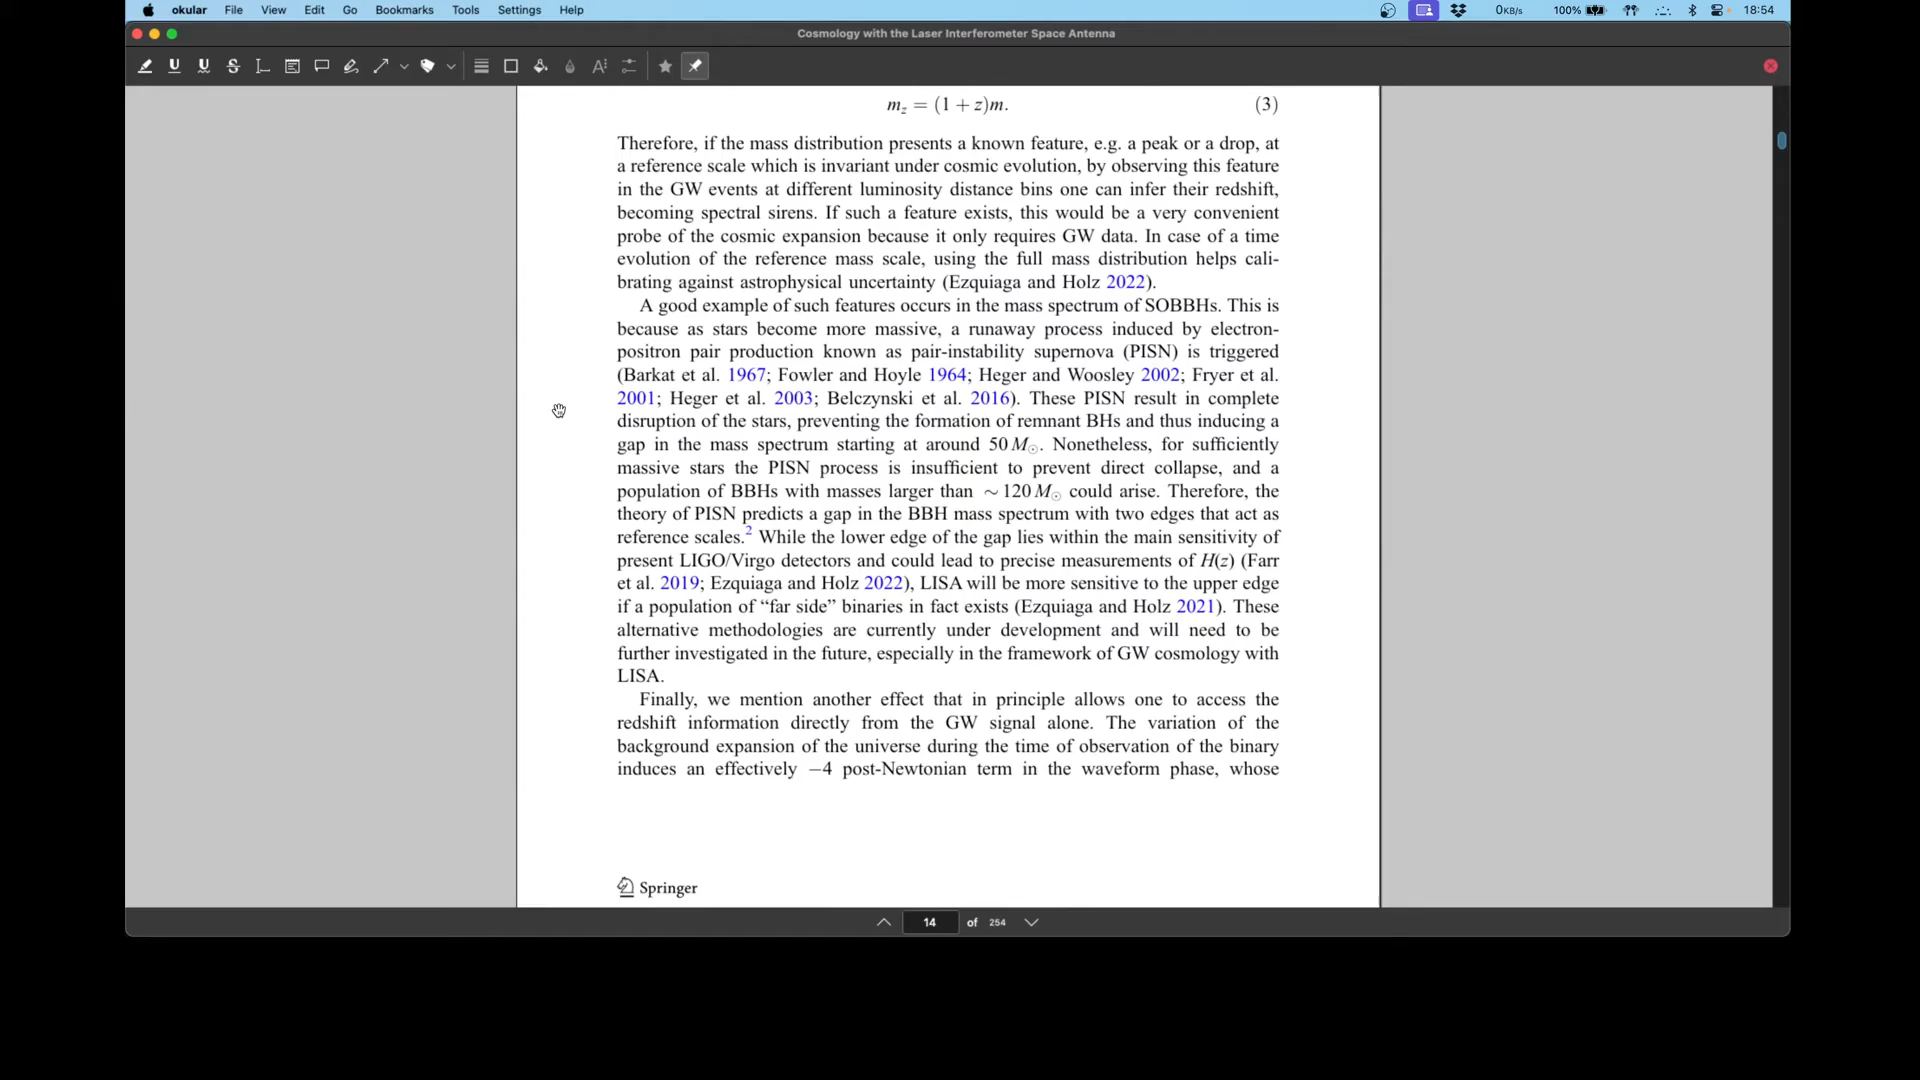 okular File View Edit Go Bookmarks Tools Settings Help 0KB/s 100% 18:54
Cosmology with the Laser Interferometer Space Antenna
m_z = (1 + z)m. (3)
Therefore, if the mass distribution presents a known feature, e.g. a peak or a drop, at
a reference scale which is invariant under cosmic evolution, by observing this feature
in the GW events at different luminosity distance bins one can infer their redshift,
becoming spectral sirens. If such a feature exists, this would be a very convenient
probe of the cosmic expansion because it only requires GW data. In case of a time
evolution of the reference mass scale, using the full mass distribution helps cali-
brating against astrophysical uncertainty (Ezquiaga and Holz 2022).
A good example of such features occurs in the mass spectrum of SOBBHs. This is
because as stars become more massive, a runaway process induced by electron-
positron pair production known as pair-instability supernova (PISN) is triggered
(Barkat et al. 1967; Fowler and Hoyle 1964; Heger and Woosley 2002; Fryer et al.
2001; Heger et al. 2003; Belczynski et al. 2016). These PISN result in complete
disruption of the stars, preventing the formation of remnant BHs and thus inducing a
gap in the mass spectrum starting at around 50 M☉. Nonetheless, for sufficiently
massive stars the PISN process is insufficient to prevent direct collapse, and a
population of BBHs with masses larger than ∼ 120 M☉ could arise. Therefore, the
theory of PISN predicts a gap in the BBH mass spectrum with two edges that act as
reference scales.² While the lower edge of the gap lies within the main sensitivity of
present LIGO/Virgo detectors and could lead to precise measurements of H(z) (Farr
et al. 2019; Ezquiaga and Holz 2022), LISA will be more sensitive to the upper edge
if a population of “far side” binaries in fact exists (Ezquiaga and Holz 2021). These
alternative methodologies are currently under development and will need to be
further investigated in the future, especially in the framework of GW cosmology with
LISA.
Finally, we mention another effect that in principle allows one to access the
redshift information directly from the GW signal alone. The variation of the
background expansion of the universe during the time of observation of the binary
induces an effectively −4 post-Newtonian term in the waveform phase, whose
Springer
14 of 254